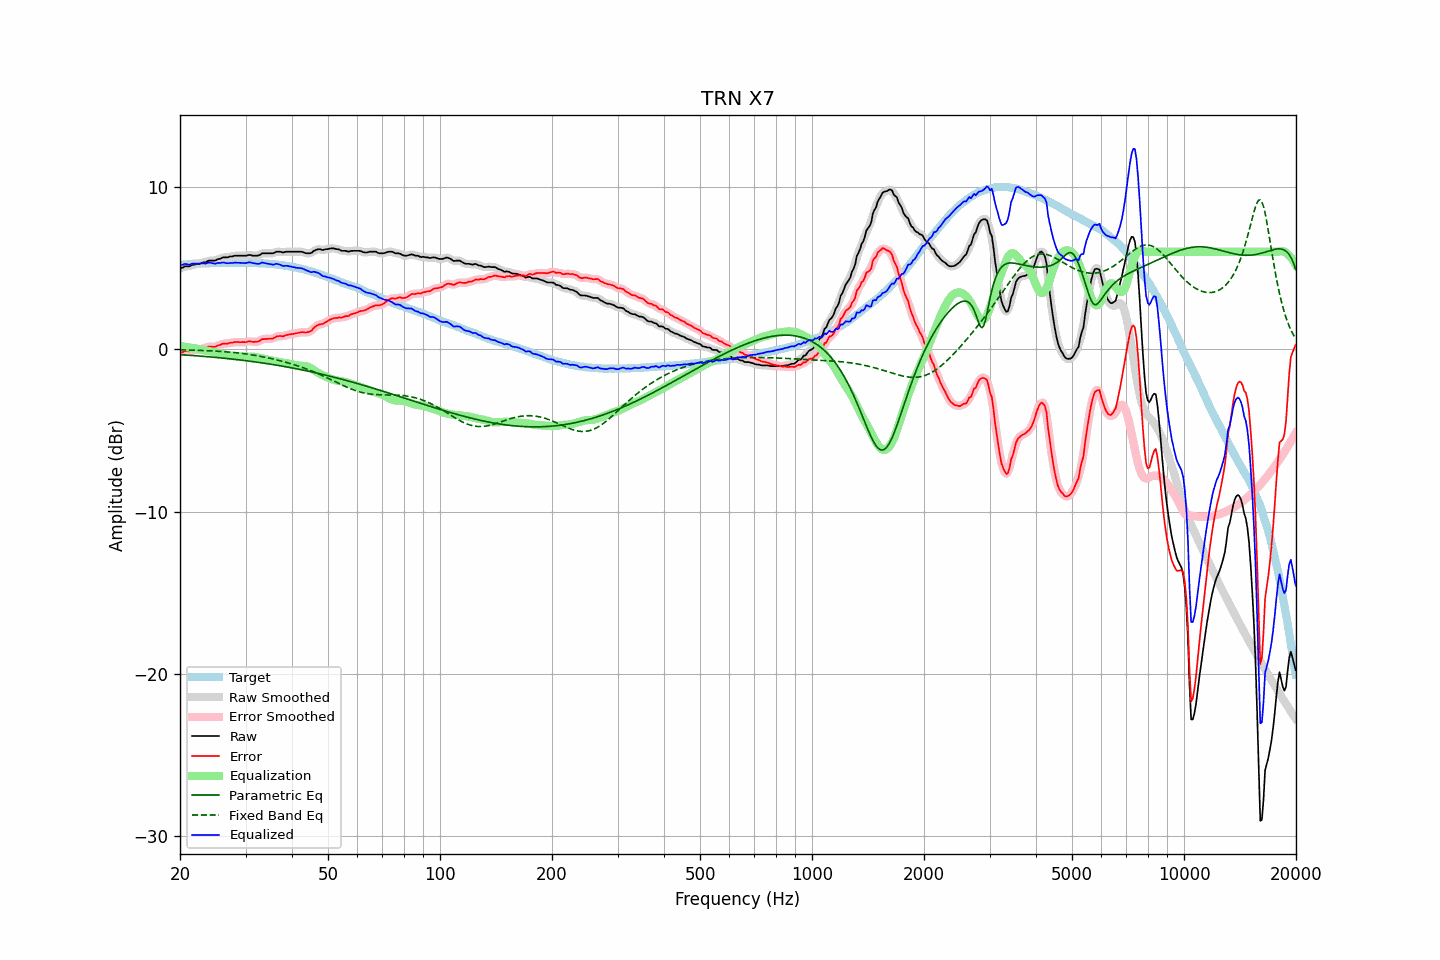 TRN X7
Amplitude (dBr)
10
0
−10
−20
−30
Target
Raw Smoothed
Error Smoothed
Raw
Error
Equalization
Parametric Eq
Fixed Band Eq
Equalized
20 50 100 200 500 1000 2000 5000 10000 20000
Frequency (Hz)